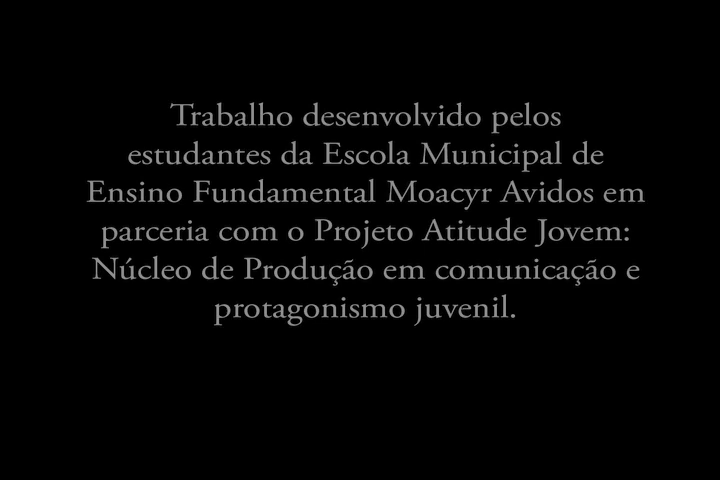 Trabalho desenvolvido pelos
estudantes da Escola Municipal de
Ensino Fundamental Moacyr Avidos em
parceria com o Projeto Atitude Jovem:
Núcleo de Produção em comunicação e
protagonismo juvenil.